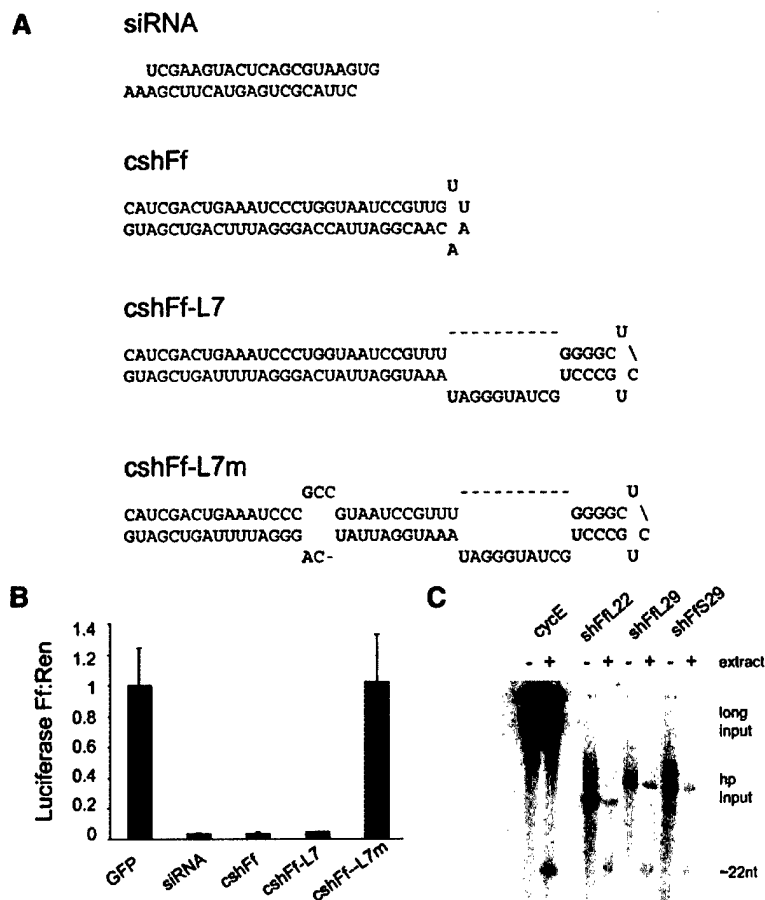 A
siRNA
UCGAAGUACUCAGCGUAAGUG
AAAGCUUCAUGAGUCGCAUUC
cshFf
U
CAUCGACUGAAAUCCCUGGUAAUCCGUUG U
GUAGCUGACUUUAGGGACCAUUAGGCAAC A
A
cshFf-L7
----------- U
CAUCGACUGAAAUCCCUGGUAAUCCGUUU GGGGC \
GUAGCUGAUUUUAGGGACUAUUAGGUAAA UCCCG C
UAGGGUAUCG U
cshFf-L7m
GCC ---------- U
CAUCGACUGAAAUCCC GUAAUCCGUUU GGGGC \
GUAGCUGAUUUUAGGG UAUUAGGUAAA UCCCG C
AC- UAGGGUAUCG U
B
Luciferase Ff:Ren
1.4
1.2
1
0.8
0.6
0.4
0.2
0
GFP
siRNA
cshFf
cshFf-L7
cshFf--L7m
C
cycE
shFfL22
shFfL29
shFfS29
- + - + - + - + extract
long
input
hp
input
~22nt